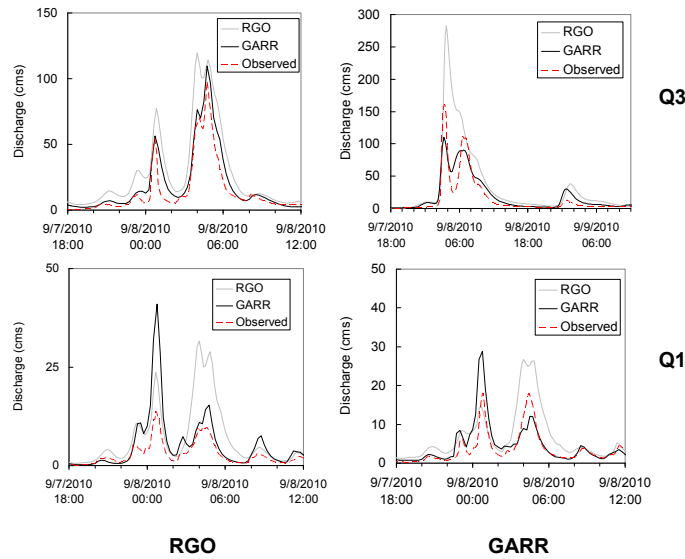 150
100
50
0
Discharge (cms)
RGO
GARR
Observed
9/7/2010
18:00
9/8/2010
00:00
9/8/2010
06:00
9/8/2010
12:00
300
250
200
150
100
50
0
Discharge (cms)
RGO
GARR
Observed
9/7/2010
18:00
9/8/2010
06:00
9/8/2010
18:00
9/9/2010
06:00
Q3
50
25
0
Discharge (cms)
RGO
GARR
Observed
9/7/2010
18:00
9/8/2010
00:00
9/8/2010
06:00
9/8/2010
12:00
50
40
30
20
10
0
Discharge (cms)
RGO
GARR
Observed
9/7/2010
18:00
9/8/2010
00:00
9/8/2010
06:00
9/8/2010
12:00
Q1
RGO
GARR